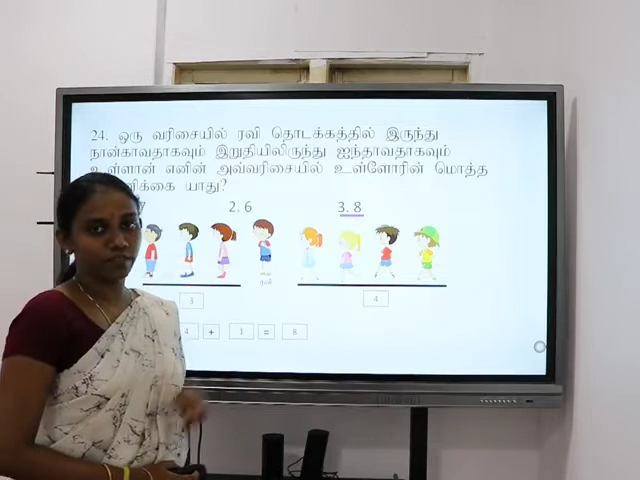 24. ஒரு வரிசையில் ரவி தொடக்கத்தில் இருந்து
நான்காவதாகவும் இறுதியிலிருந்து ஐந்தாவதாகவும்
உள்ளான் எனின் அவ்வரிசையில் உள்ளோரின் மொத்த
யாது?
7 2. 6 3. 8
ரவி
3 4
4 + 1 = 8